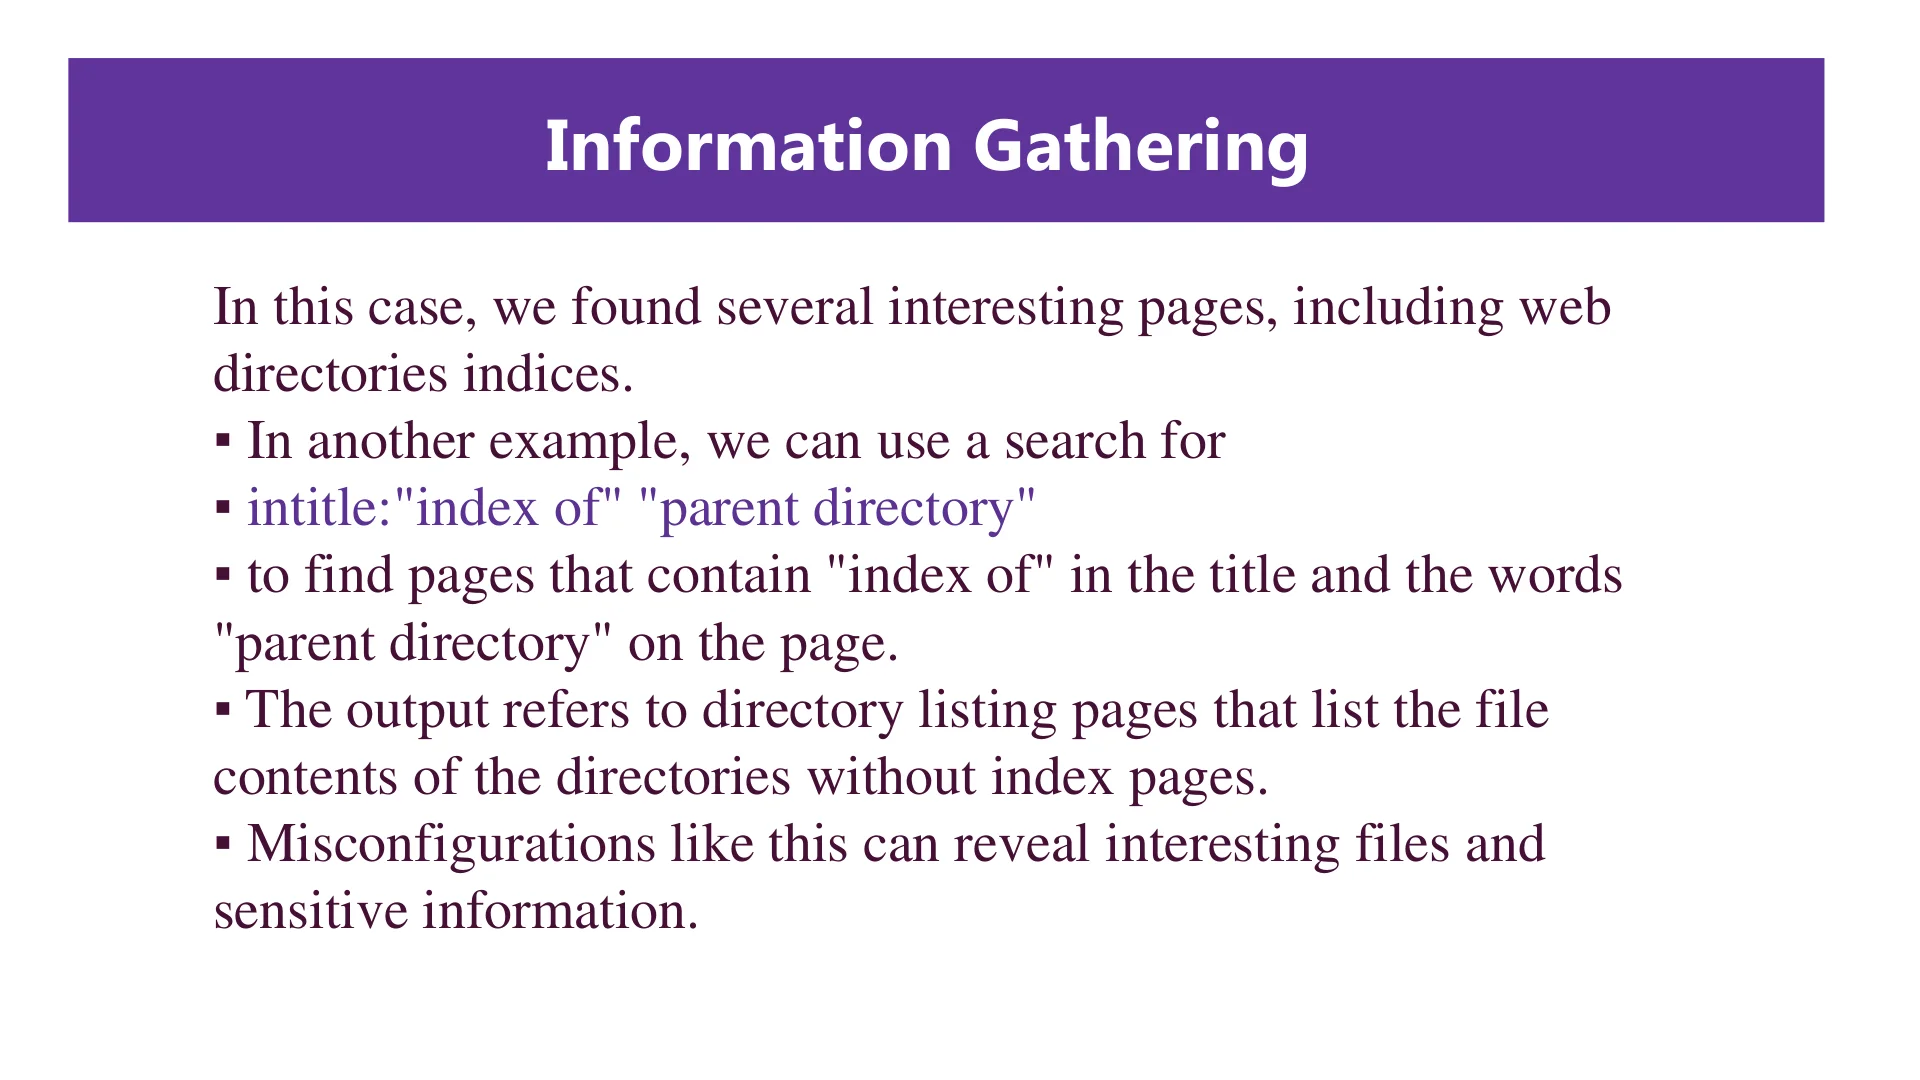 Information Gathering
In this case, we found several interesting pages, including web
directories indices.
▪ In another example, we can use a search for
▪ intitle:"index of" "parent directory"
▪ to find pages that contain "index of" in the title and the words
"parent directory" on the page.
▪ The output refers to directory listing pages that list the file
contents of the directories without index pages.
▪ Misconfigurations like this can reveal interesting files and
sensitive information.